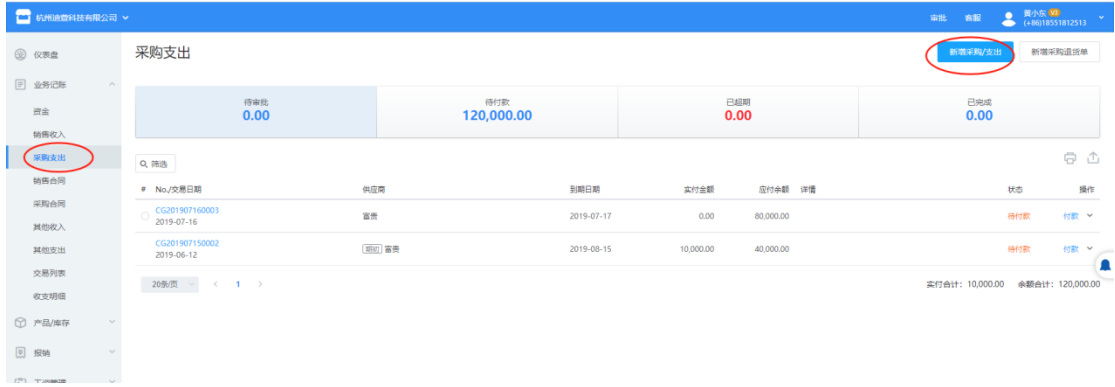 杭州迪萱科技有限公司
审批 客服 黄小东 V3
(+86)18551812513
仪表盘
业务记账
资金
销售收入
采购支出
销售合同
采购合同
其他收入
其他支出
交易列表
收支明细
产品/库存
报销
工资管理
采购支出
新增采购/支出 新增采购退货单
待审批 待付款 已超期 已完成
0.00 120,000.00 0.00 0.00
筛选
# No./交易日期 供应商 到期日期 实付金额 应付余额 详情 状态 操作
CG201907160003 富贵 2019-07-17 0.00 80,000.00 待付款 付款
2019-07-16
CG201907150002 期初 富贵 2019-08-15 10,000.00 40,000.00 待付款 付款
2019-06-12
20条/页 < 1 > 实付合计：10,000.00 余额合计：120,000.00